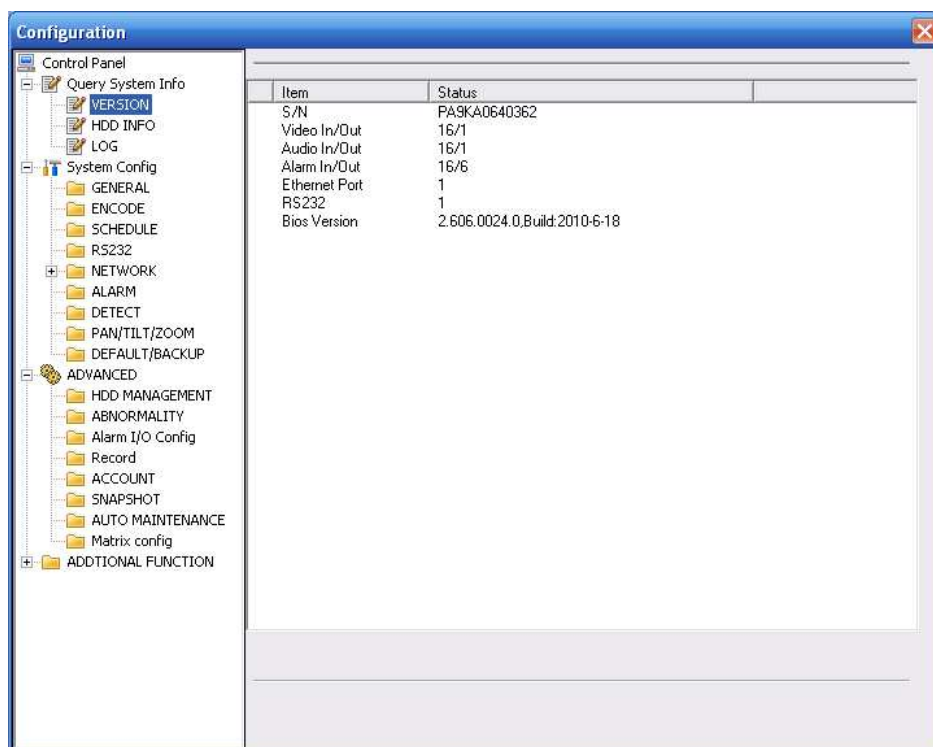 Configuration
Control Panel
Query System Info
VERSION
HDD INFO
LOG
System Config
GENERAL
ENCODE
SCHEDULE
RS232
NETWORK
ALARM
DETECT
PAN/TILT/ZOOM
DEFAULT/BACKUP
ADVANCED
HDD MANAGEMENT
ABNORMALITY
Alarm I/O Config
Record
ACCOUNT
SNAPSHOT
AUTO MAINTENANCE
Matrix config
ADDTIONAL FUNCTION
Item Status
S/N PA9KA0640362
Video In/Out 16/1
Audio In/Out 16/1
Alarm In/Out 16/6
Ethernet Port 1
RS232 1
Bios Version 2.606.0024.0,Build:2010-6-18